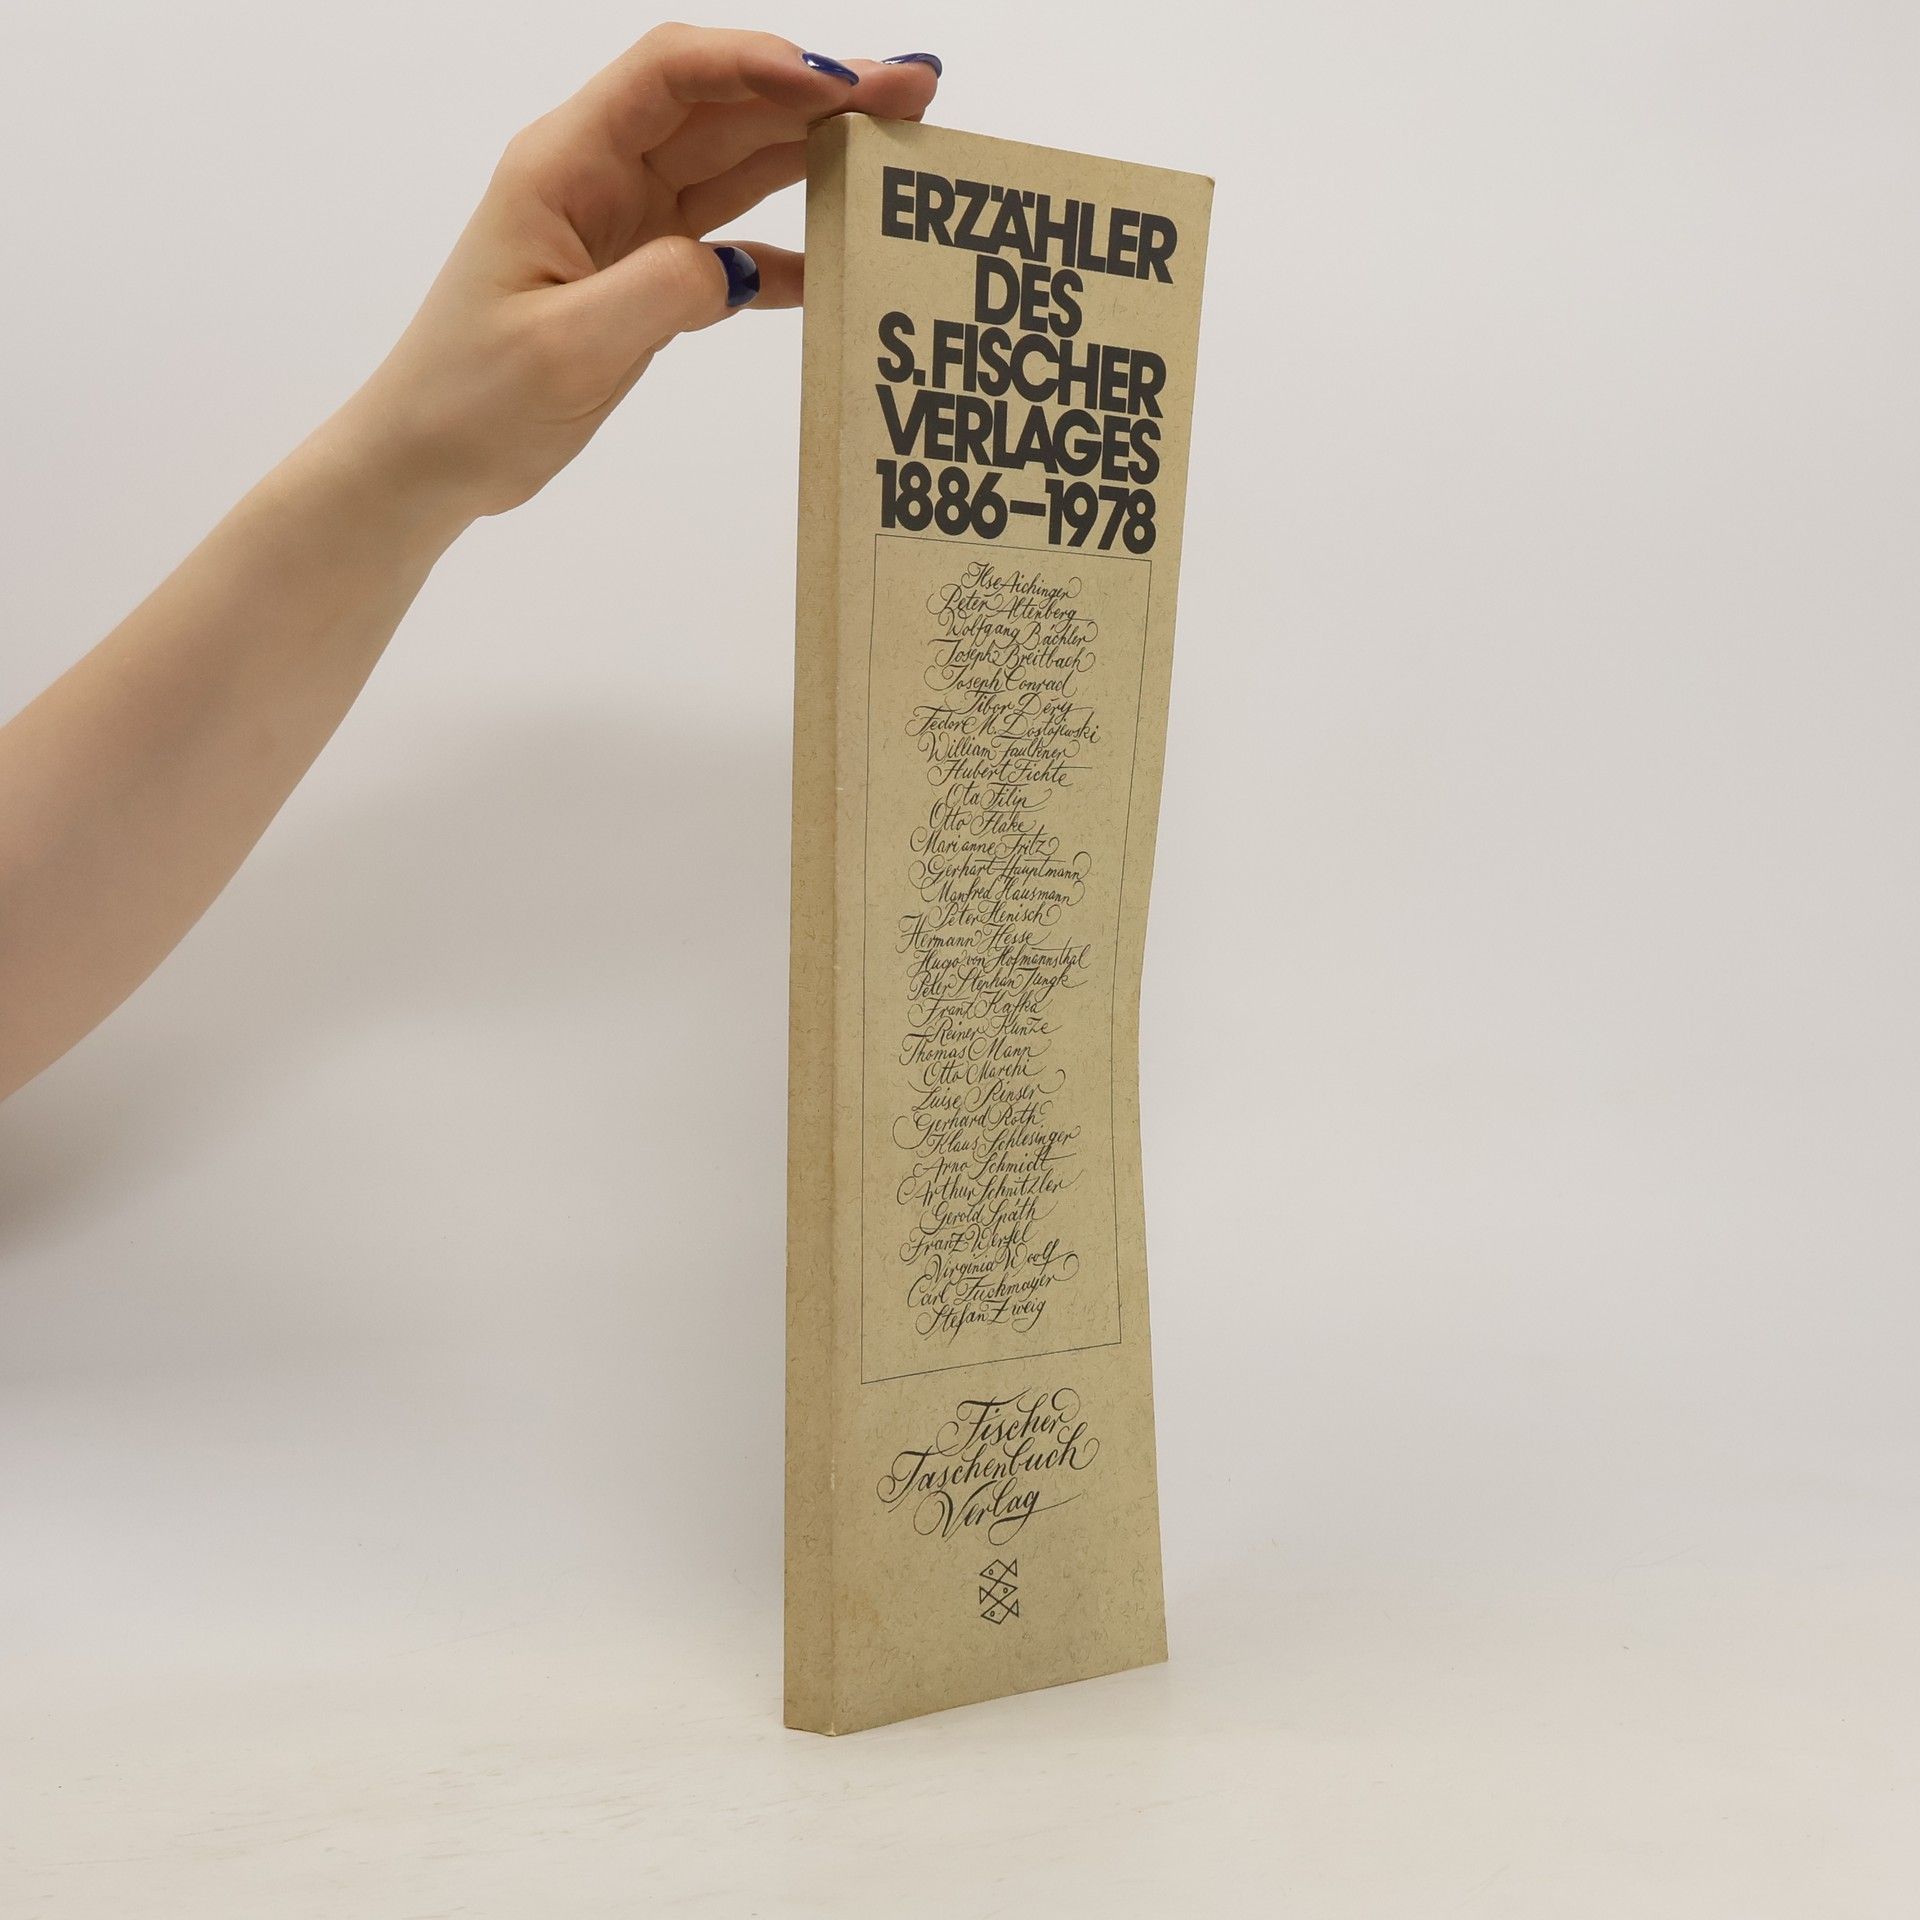 ERZÄHLER
DES
S. FISCHER
VERLAGES
1886–1978
Ilse Aichinger
Peter Altenberg
Wolfgang Bächler
Joseph Breitbach
Joseph Conrad
Tibor Déry
Fedor M. Dostojewski
William Faulkner
Hubert Fichte
Ota Filip
Otto Flake
Marianne Fritz
Gerhart Hauptmann
Manfred Hausmann
Peter Henisch
Hermann Hesse
Hugo von Hofmannsthal
Peter Stephan Jungk
Franz Kafka
Reiner Kunze
Thomas Mann
Otto Marchi
Luise Rinser
Gerhard Roth
Klaus Schlesinger
Arno Schmidt
Arthur Schnitzler
Gerold Späth
Franz Werfel
Virginia Woolf
Carl Zuckmayer
Stefan Zweig
Fischer
Taschenbuch
Verlag